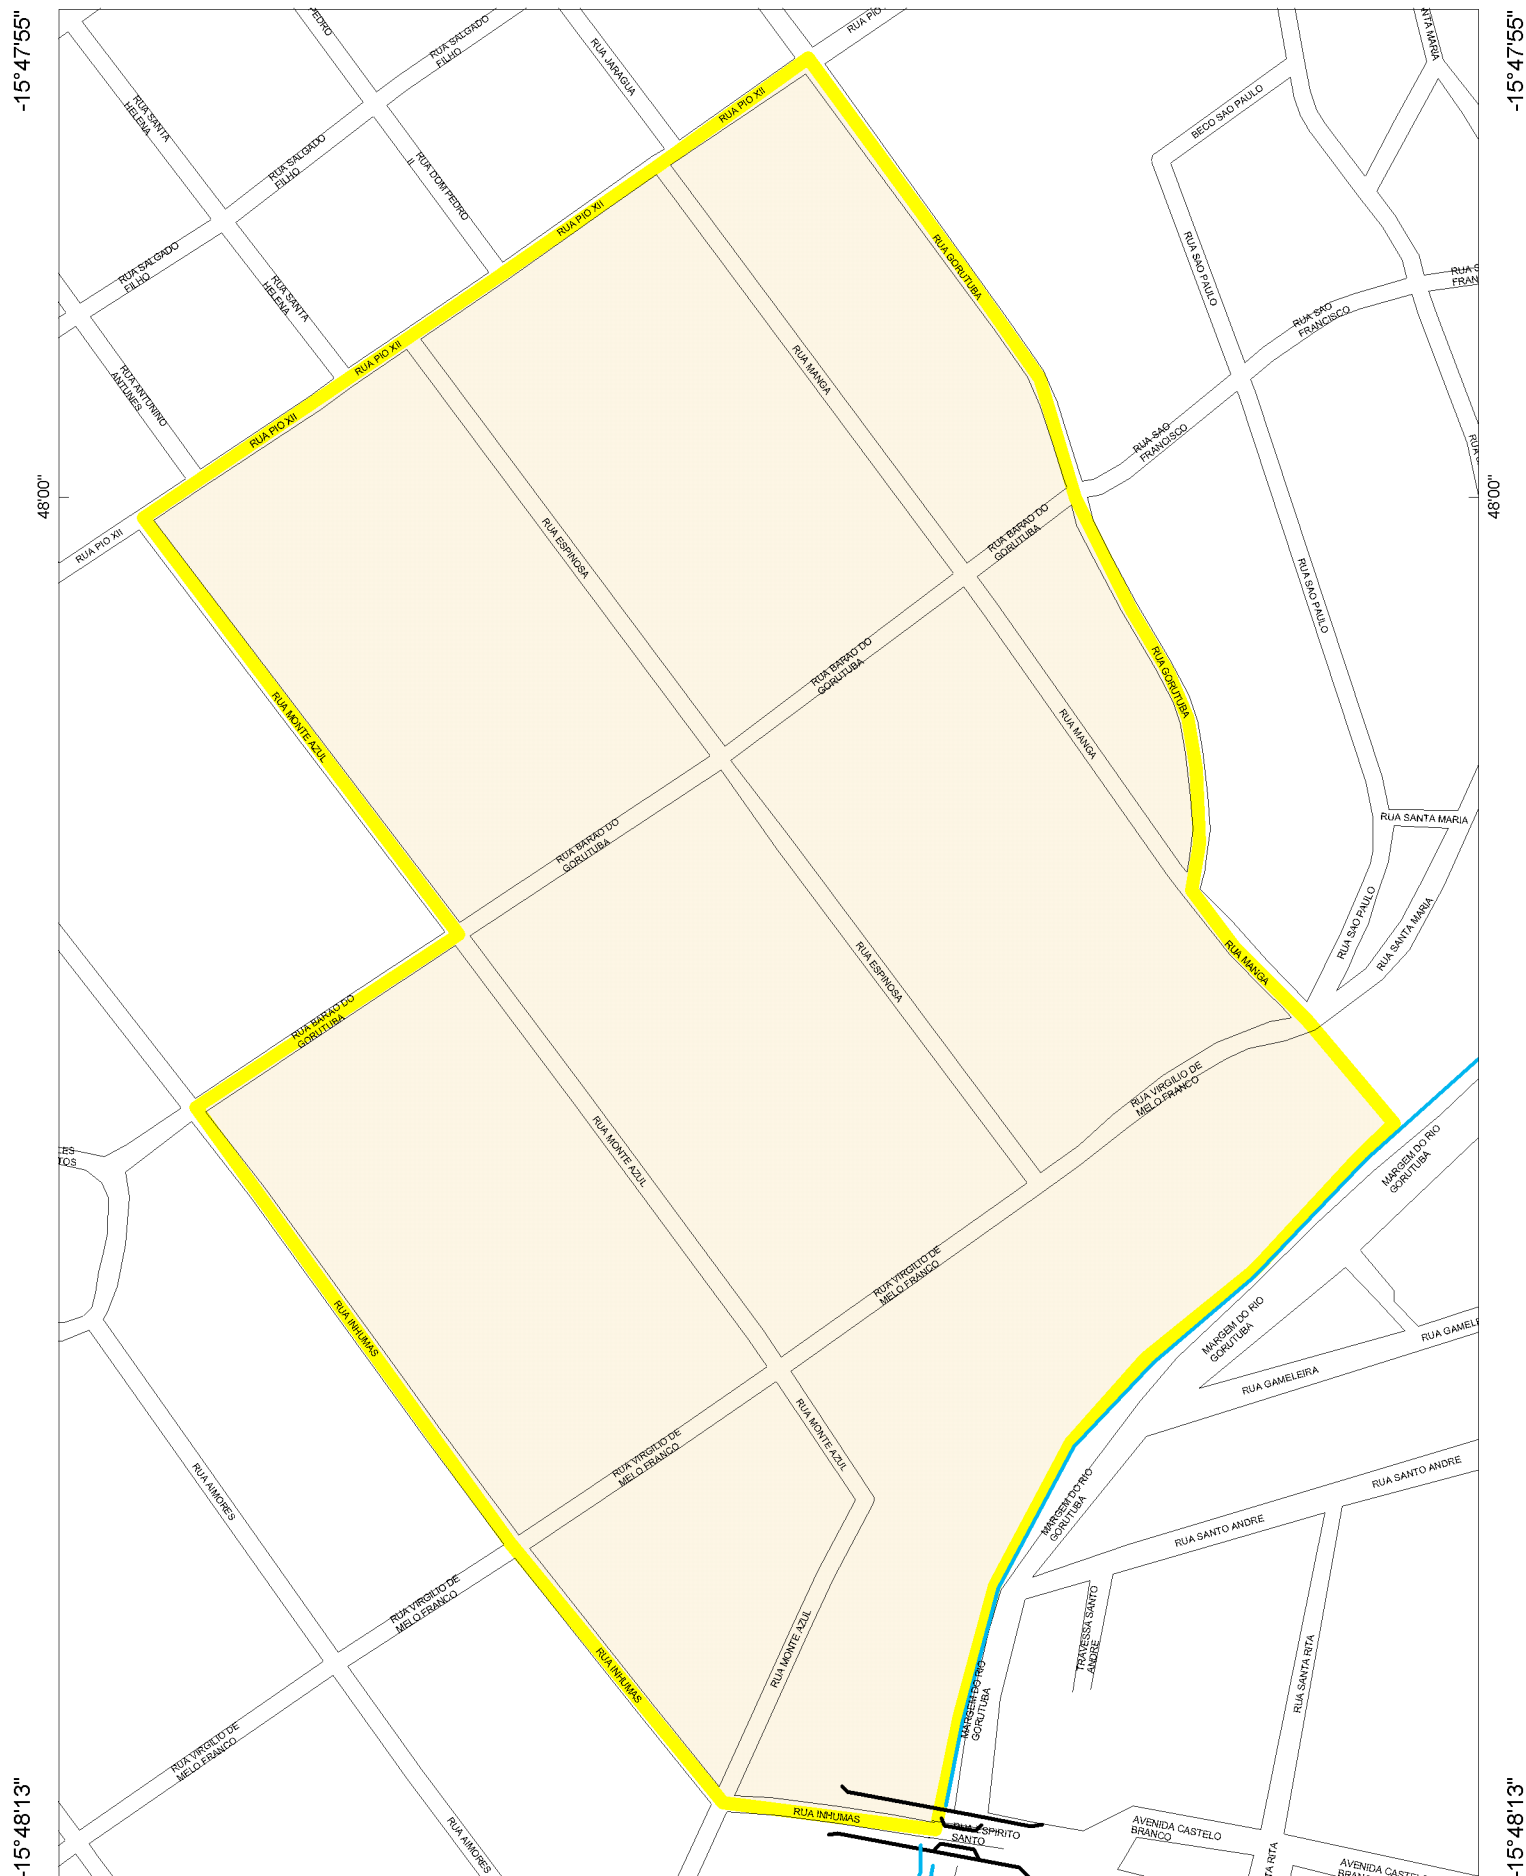 -15°47'55"
-15°47'55"
PEDRO
RUA SALGADO
FILHO
RUA PIO
RUA JARAGUA
RUA SANTA
HELENA
RUA PIO XII
BECO SAO PAULO
RUA SALGADO
FILHO
RUA DOM PEDRO
II
RUA PIO XII
RUA SALGADO
FILHO
RUA SANTA
HELENA
RUA GORUTUBA
RUA SAO PAULO
RUA SAO
FRANCISCO
RUA PIO XII
RUA MANGA
RUA ANTUNINO
ANTUNES
RUA PIO XII
RUA SAO
FRANCISCO
48'00"
48'00"
RUA PIO XII
RUA ESPINOSA
RUA BARAO DO
GORUTUBA
RUA SAO PAULO
RUA BARAO DO
GORUTUBA
RUA GORUTUBA
RUA MONTE AZUL
RUA MANGA
RUA BARAO DO
GORUTUBA
RUA SANTA MARIA
RUA SAO PAULO
RUA SANTA MARIA
RUA ESPINOSA
RUA MANGA
RUA BARAO DO
GORUTUBA
RUA VIRGILIO DE
MELO FRANCO
RUA MONTE AZUL
MARGEM DO RIO
GORUTUBA
RUA VIRGILIO DE
MELO FRANCO
RUA INHUMAS
MARGEM DO RIO
GORUTUBA
RUA GAMELE
RUA GAMELEIRA
RUA MONTE AZUL
RUA VIRGILIO DE
MELO FRANCO
RUA AIMORES
MARGEM DO RIO
GORUTUBA
RUA SANTO ANDRE
RUA SANTO ANDRE
RUA VIRGILIO DE
MELO FRANCO
TRAVESSA SANTO
ANDRE
RUA MONTE AZUL
RUA INHUMAS
RUA SANTA RITA
MARGEM DO RIO
GORUTUBA
RUA VIRGILIO DE
MELO FRANCO
RUA INHUMAS
RUA ESPIRITO
SANTO
AVENIDA CASTELO
BRANCO
RUA AIMORES
-15°48'13"
-15°48'13"